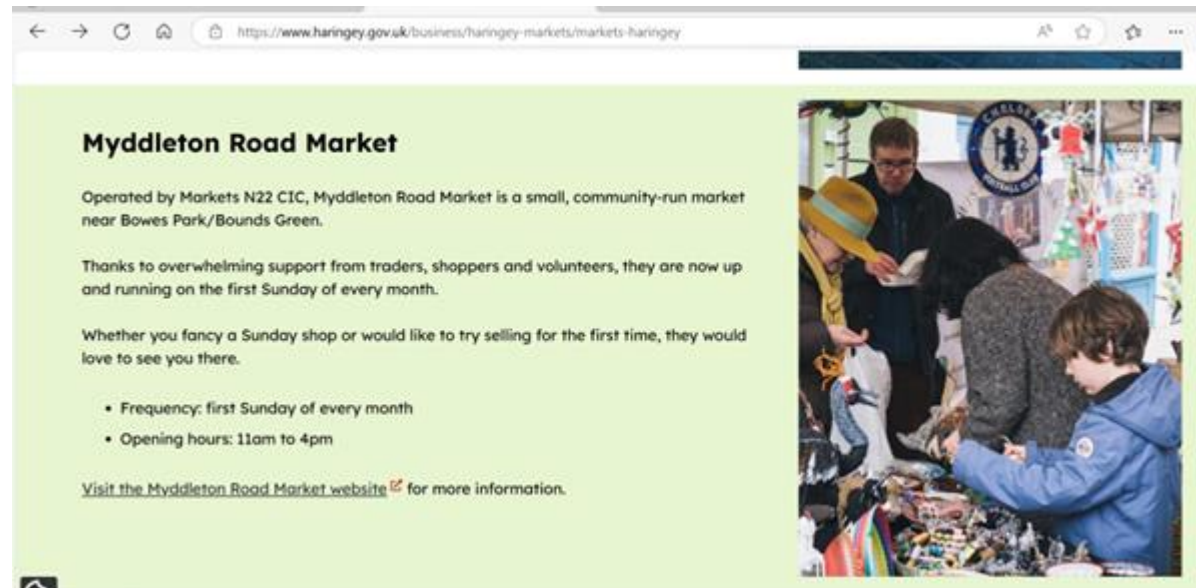 https://www.haringey.gov.uk/business/haringey-markets/markets-haringey
Myddleton Road Market
Operated by Markets N22 CIC, Myddleton Road Market is a small, community-run market
near Bowes Park/Bounds Green.
Thanks to overwhelming support from traders, shoppers and volunteers, they are now up
and running on the first Sunday of every month.
Whether you fancy a Sunday shop or would like to try selling for the first time, they would
love to see you there.
• Frequency: first Sunday of every month
• Opening hours: 11am to 4pm
Visit the Myddleton Road Market website for more information.
CHELSEA
FOOTBALL CLUB